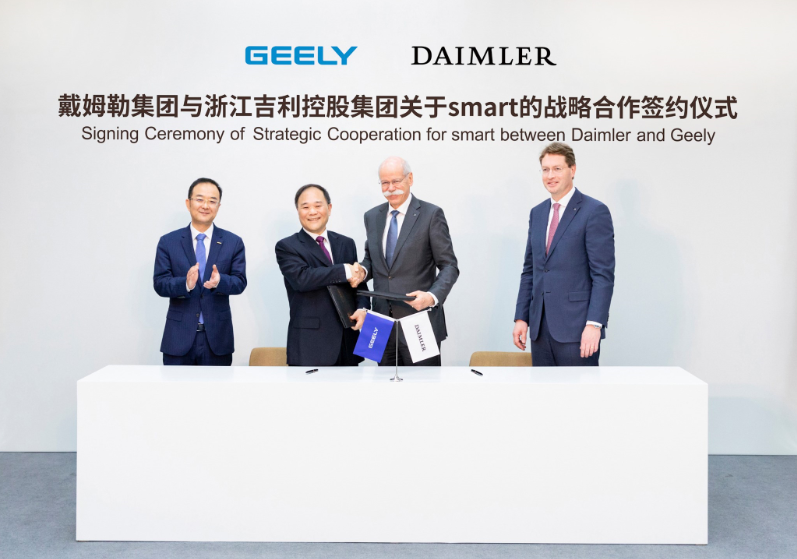 GEELY DAIMLER
戴姆勒集团与浙江吉利控股集团关于smart的战略合作签约仪式
Signing Ceremony of Strategic Cooperation for smart between Daimler and Geely
GEELY DAIMLER